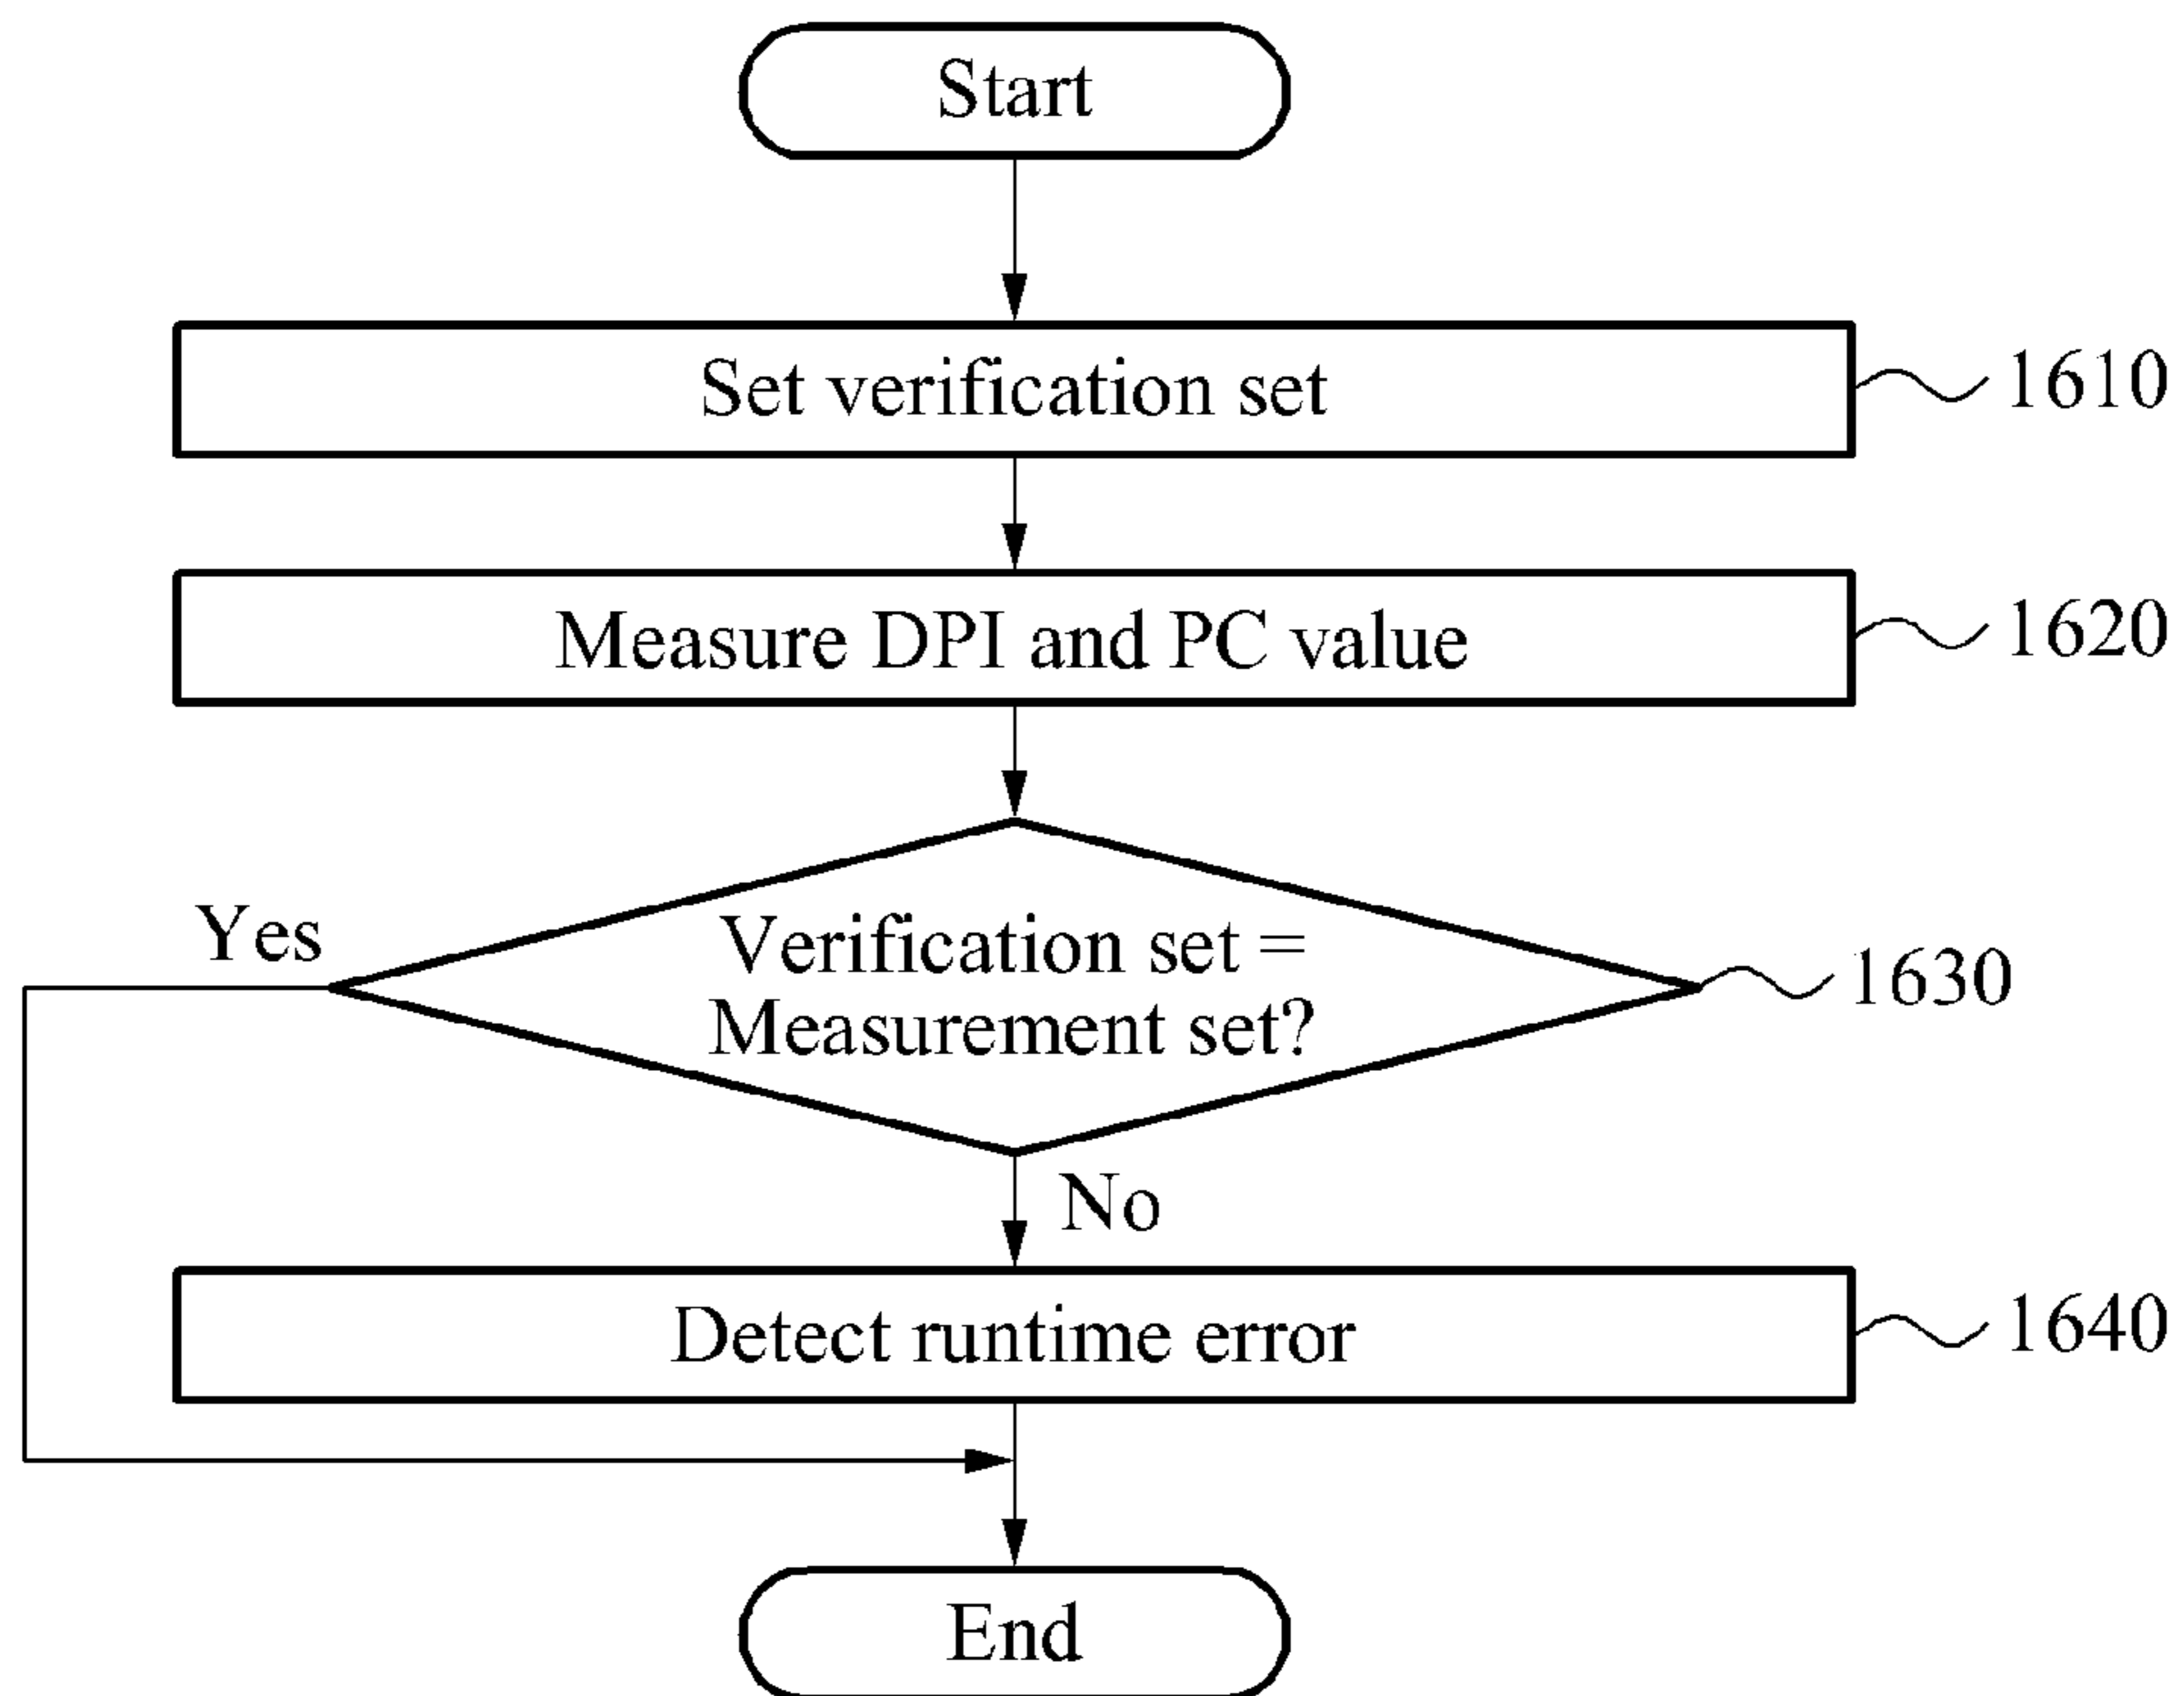 Start
Set verification set
1610
Measure DPI and PC value
1620
Yes
Verification set =
Measurement set?
1630
No
Detect runtime error
1640
End